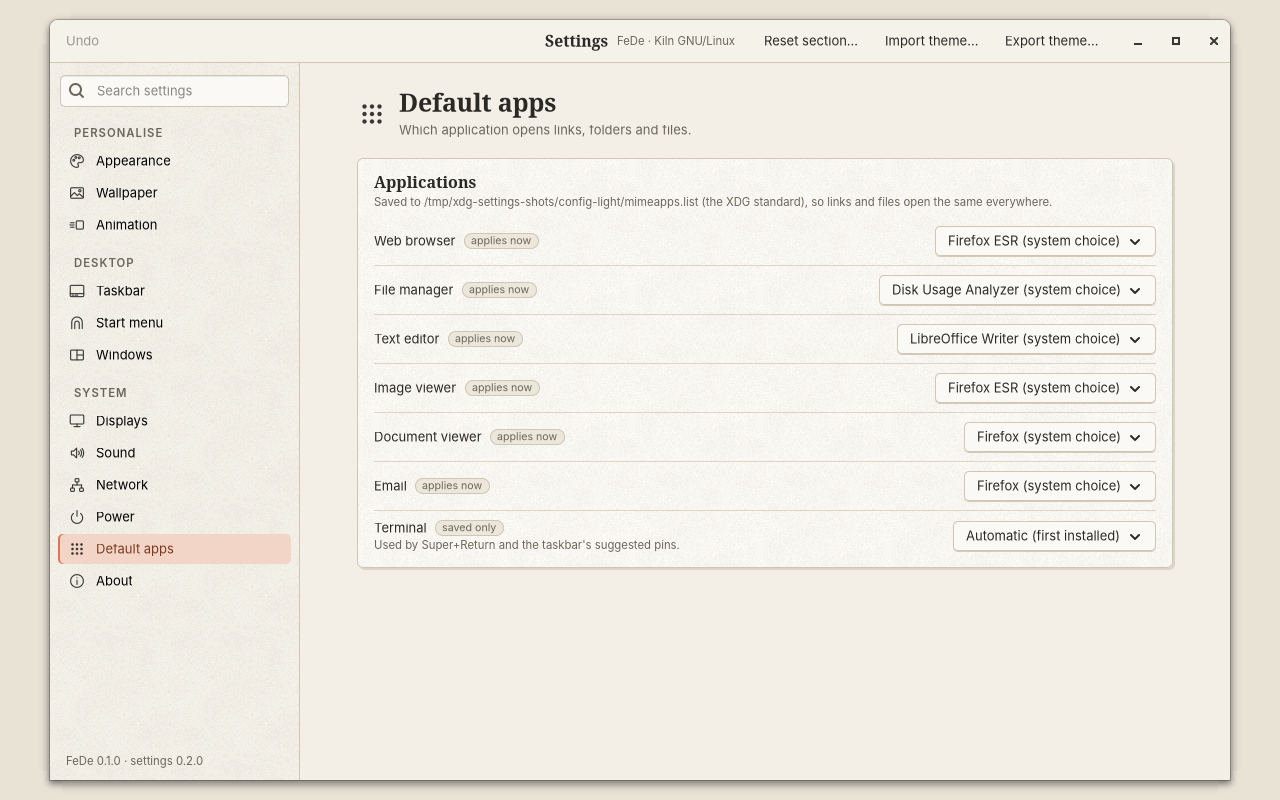 Undo
Settings FeDe · Kiln GNU/Linux
Reset section...
Import theme...
Export theme...
Search settings
PERSONALISE
Appearance
Wallpaper
Animation
DESKTOP
Taskbar
Start menu
Windows
SYSTEM
Displays
Sound
Network
Power
Default apps
About
FeDe 0.1.0 · settings 0.2.0
Default apps
Which application opens links, folders and files.
Applications
Saved to /tmp/xdg-settings-shots/config-light/mimeapps.list (the XDG standard), so links and files open the same everywhere.
Web browser applies now Firefox ESR (system choice)
File manager applies now Disk Usage Analyzer (system choice)
Text editor applies now LibreOffice Writer (system choice)
Image viewer applies now Firefox ESR (system choice)
Document viewer applies now Firefox (system choice)
Email applies now Firefox (system choice)
Terminal saved only Automatic (first installed)
Used by Super+Return and the taskbar's suggested pins.